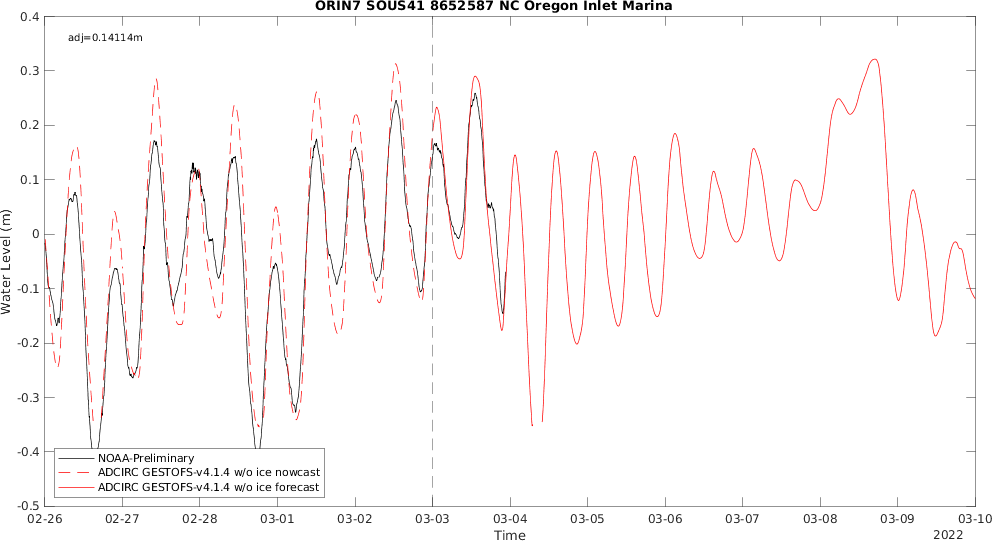 ORIN7 SOUS41 8652587 NC Oregon Inlet Marina
adj=0.14114m
0.4
0.3
0.2
0.1
0
-0.1
-0.2
-0.3
-0.4
-0.5
Water Level (m)
NOAA-Preliminary
ADCIRC GESTOFS-v4.1.4 w/o ice nowcast
ADCIRC GESTOFS-v4.1.4 w/o ice forecast
02-26 02-27 02-28 03-01 03-02 03-03 03-04 03-05 03-06 03-07 03-08 03-09 03-10
Time
2022